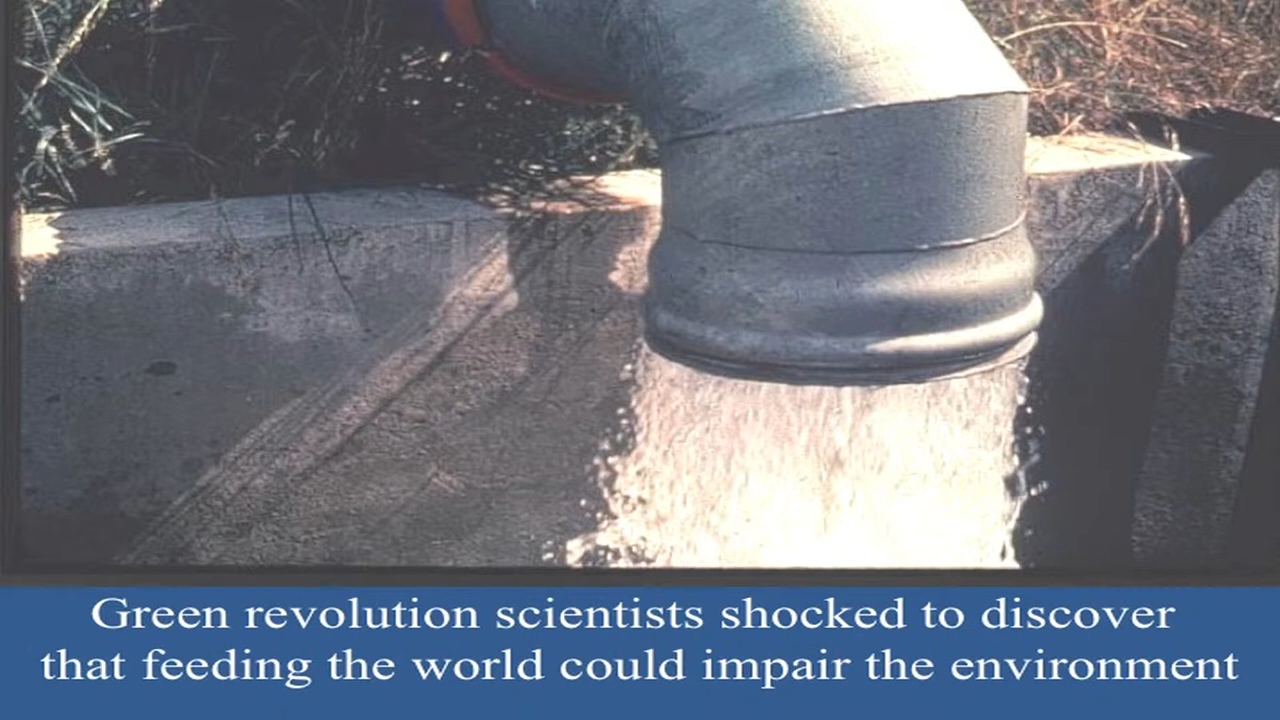 Green revolution scientists shocked to discover
that feeding the world could impair the environment